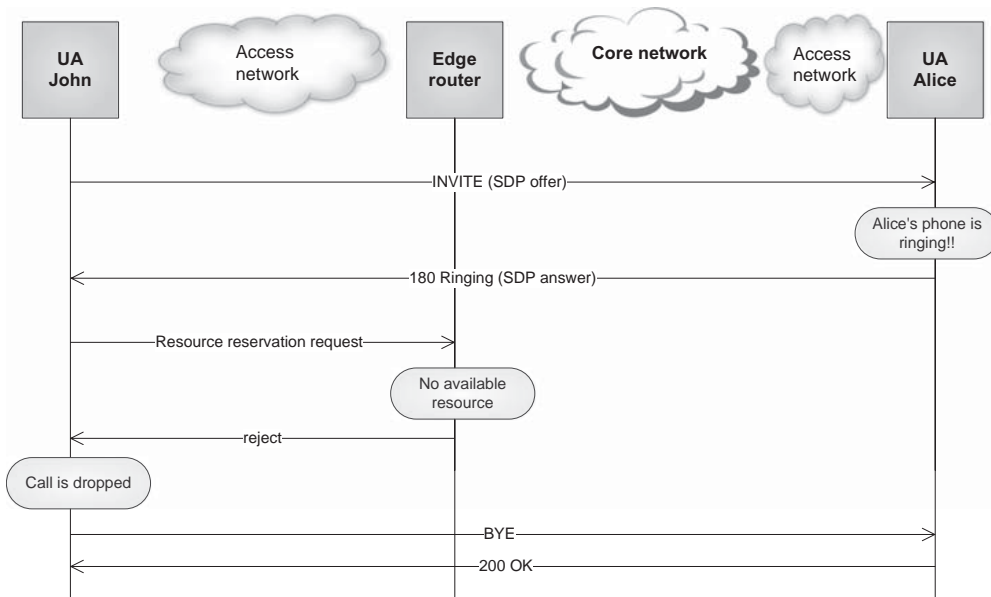 UA
John
Access
network
Edge
router
Core network
Access
network
UA
Alice
INVITE (SDP offer)
Alice's phone is
ringing!!
180 Ringing (SDP answer)
Resource reservation request
No available
resource
reject
Call is dropped
BYE
200 OK